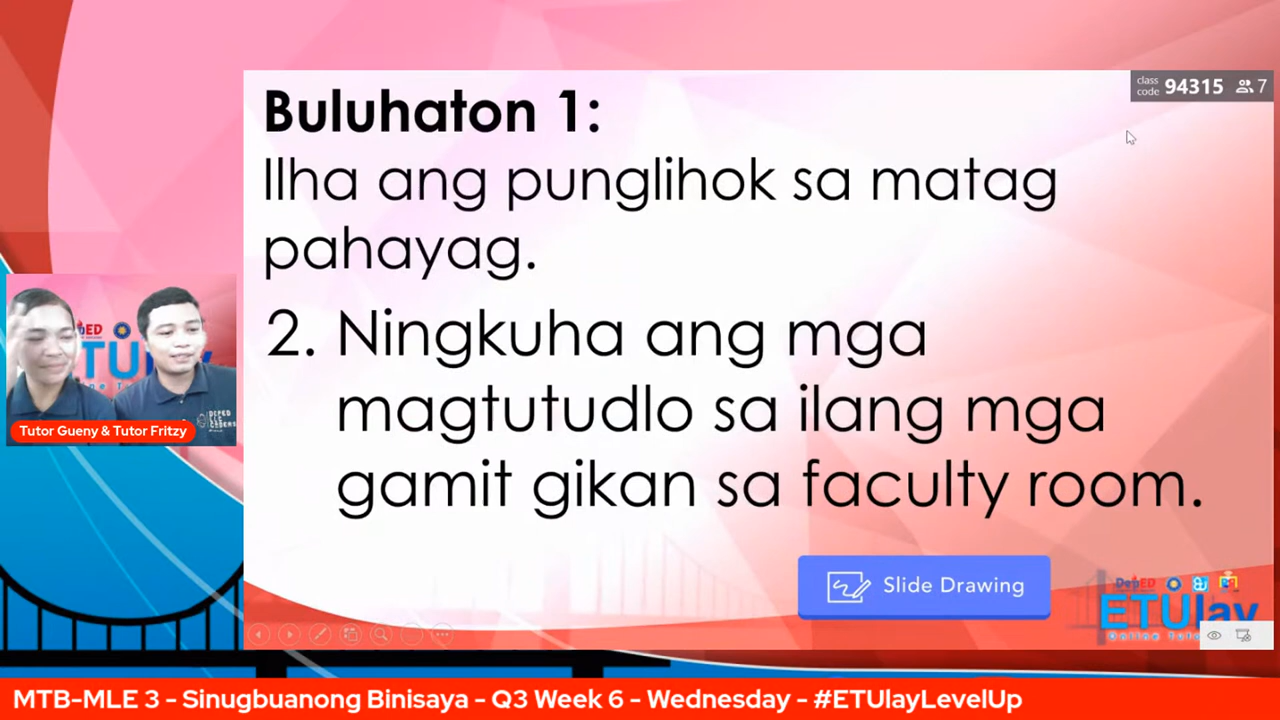 class code 94315 7
Buluhaton 1:
Ilha ang punglihok sa matag
pahayag.
2. Ningkuha ang mga
magtutudlo sa ilang mga
gamit gikan sa faculty room.
Slide Drawing
DepED
ETUlay
Tutor Gueny & Tutor Fritzy
MTB-MLE 3 - Sinugbuanong Binisaya - Q3 Week 6 - Wednesday - #ETUlayLevelUp